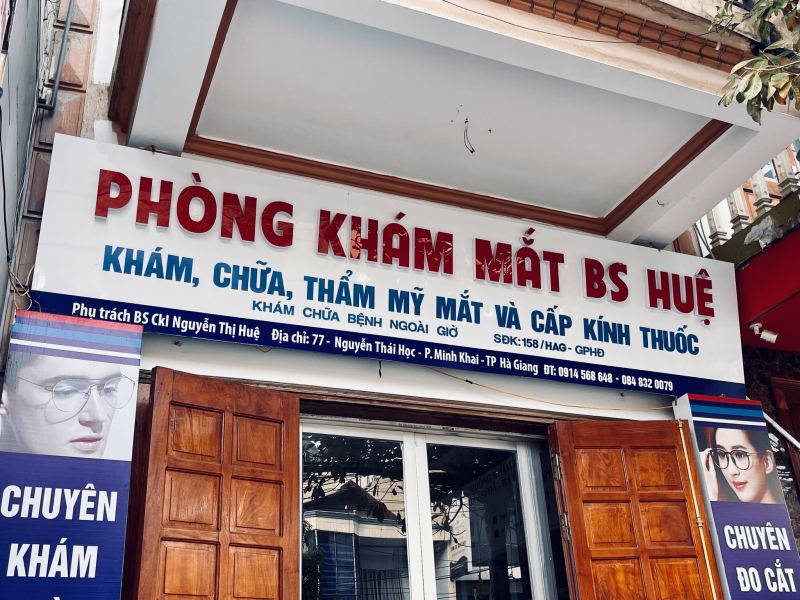 PHÒNG KHÁM MẮT BS HUỆ
KHÁM, CHỮA, THẨM MỸ MẮT VÀ CẤP KÍNH THUỐC
KHÁM CHỮA BỆNH NGOÀI GIỜ SĐK: 158/HAG - GPHĐ
Phụ trách BS CkI Nguyễn Thị Huệ Địa chỉ: 77 - Nguyễn Thái Học - P.Minh Khai - TP Hà Giang ĐT: 0914 568 648 - 084 832 0079
CHUYÊN
KHÁM
CHUYÊN
ĐO CẮT